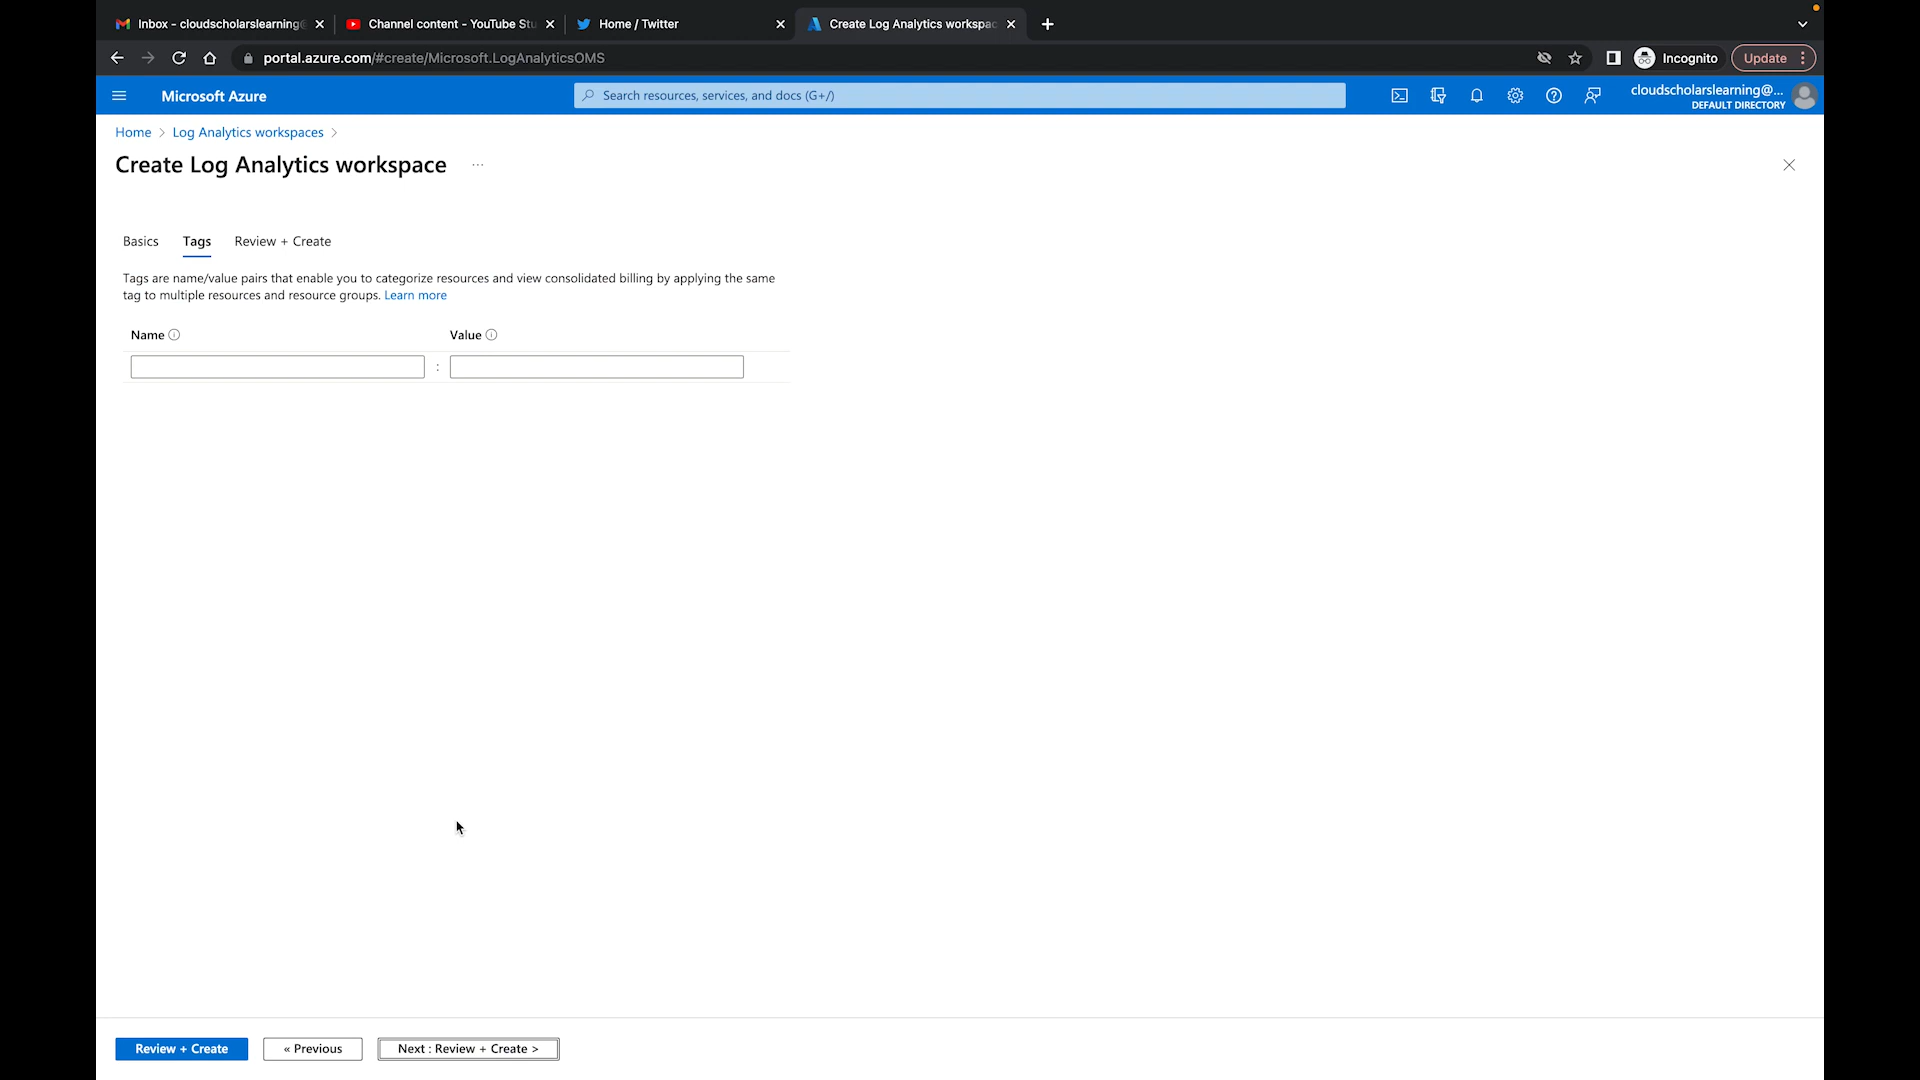 Inbox - cloudscholarslearning@
Channel content - YouTube Stu
Home / Twitter
Create Log Analytics workspac
portal.azure.com/#create/Microsoft.LogAnalyticsOMS
Incognito
Update
Microsoft Azure
Search resources, services, and docs (G+/)
cloudscholarslearning@...
DEFAULT DIRECTORY
Home > Log Analytics workspaces >
Create Log Analytics workspace ...
Basics
Tags
Review + Create
Tags are name/value pairs that enable you to categorize resources and view consolidated billing by applying the same
tag to multiple resources and resource groups. Learn more
Name
Value
:
Review + Create
« Previous
Next : Review + Create >